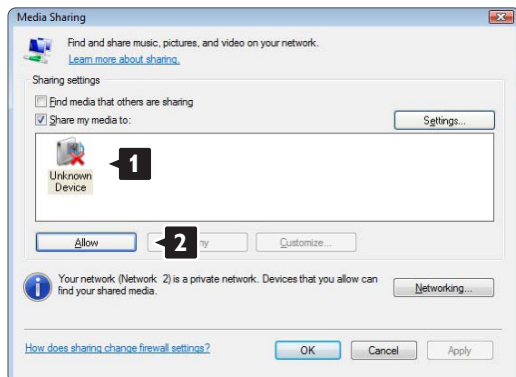 Media Sharing
Find and share music, pictures, and video on your network.
Learn more about sharing.
Sharing settings
Find media that others are sharing
Share my media to:
Settings...
Unknown
Device
1
Allow
2
Customize...
Your network (Network 2) is a private network. Devices that you allow can
find your shared media.
Networking...
How does sharing change firewall settings?
OK
Cancel
Apply